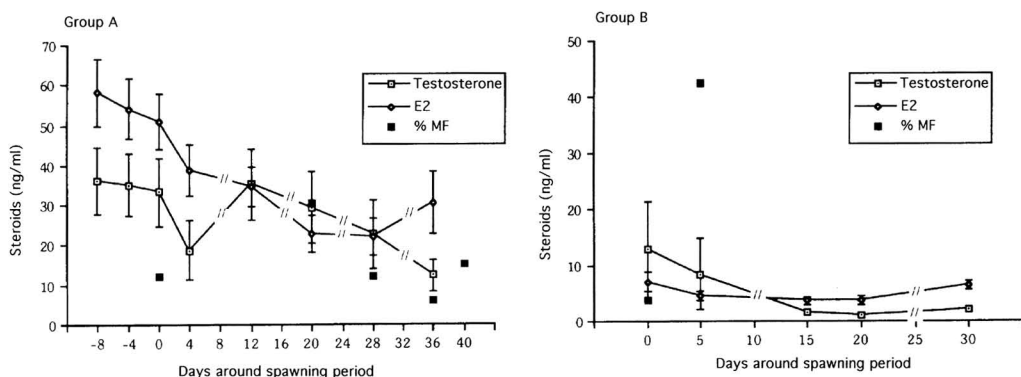 Group A
70
60
50
40
30
20
10
0
Steroids (ng/ml)
-8 -4 0 4 8 12 16 20 24 28 32 36 40
Days around spawning period
Testosterone
E2
% MF
Group B
50
40
30
20
10
0
Steroids (ng/ml)
0 5 10 15 20 25 30
Days around spawning period
Testosterone
E2
% MF